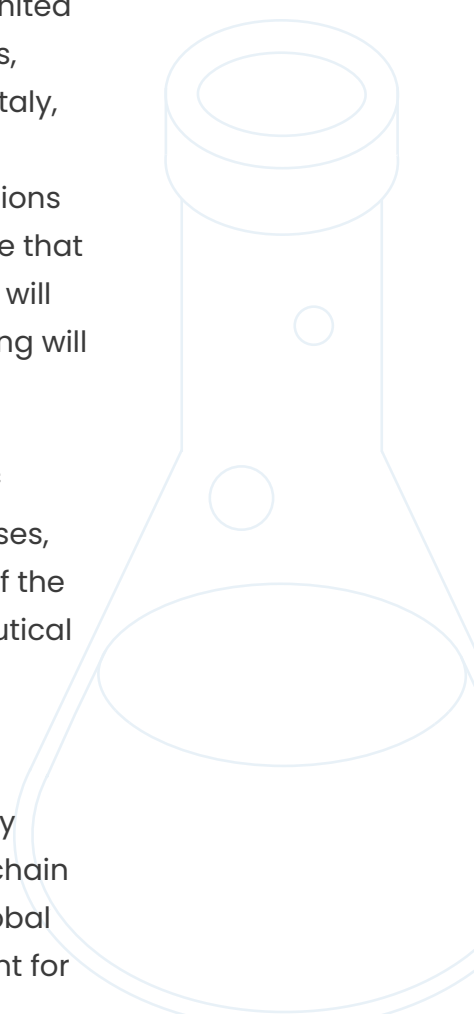 nited
s,
taly,
ions
e that
will
ng will
ses,
f the
utical
y
chain
obal
nt for